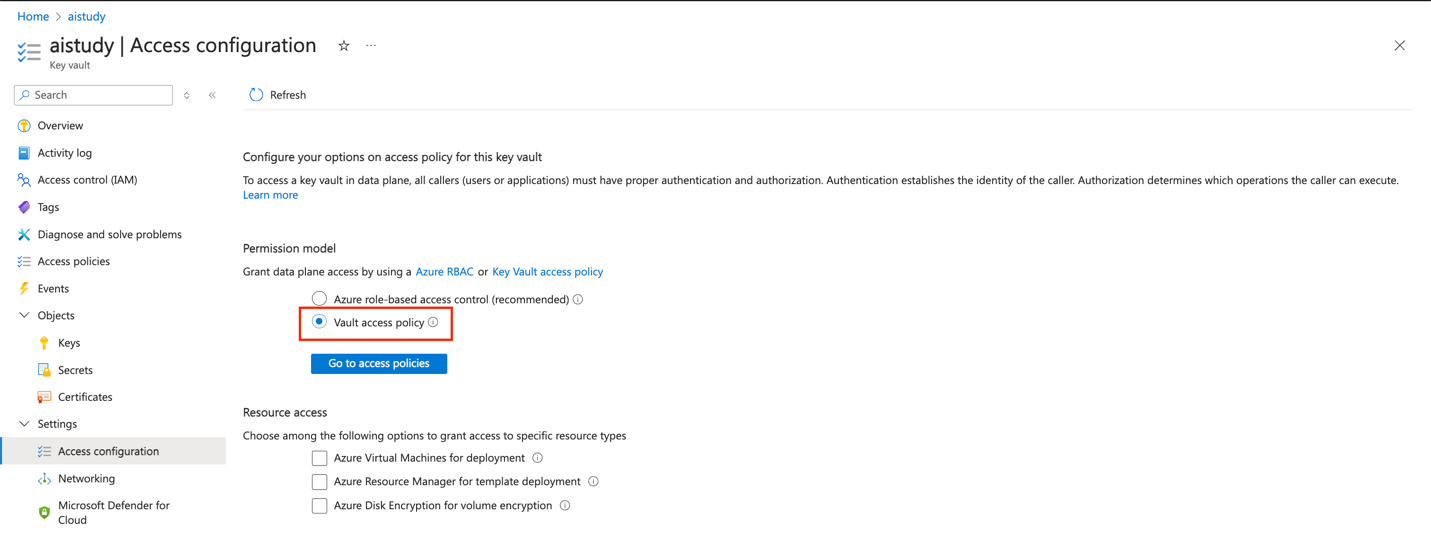 Home > aistudy
aistudy | Access configuration
Key vault
Search
Refresh
Overview
Activity log
Access control (IAM)
Tags
Diagnose and solve problems
Access policies
Events
Objects
Keys
Secrets
Certificates
Settings
Access configuration
Networking
Microsoft Defender for
Cloud
Configure your options on access policy for this key vault
To access a key vault in data plane, all callers (users or applications) must have proper authentication and authorization. Authentication establishes the identity of the caller. Authorization determines which operations the caller can execute.
Learn more
Permission model
Grant data plane access by using a Azure RBAC or Key Vault access policy
Azure role-based access control (recommended)
Vault access policy
Go to access policies
Resource access
Choose among the following options to grant access to specific resource types
Azure Virtual Machines for deployment
Azure Resource Manager for template deployment
Azure Disk Encryption for volume encryption